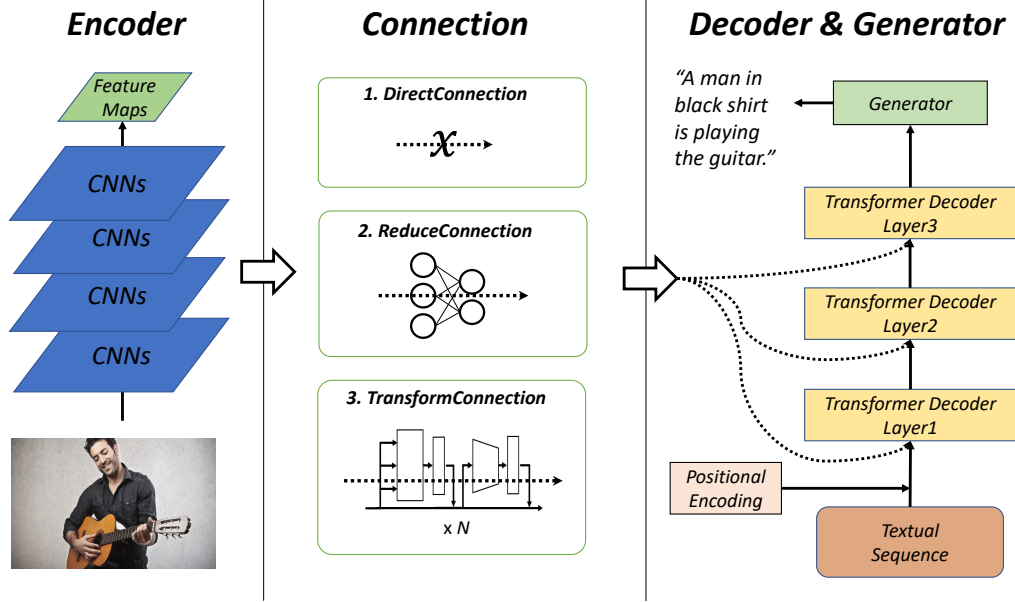 Encoder
Connection
Decoder & Generator
Feature
Maps
CNNs
CNNs
CNNs
CNNs
1. DirectConnection
x
2. ReduceConnection
3. TransformConnection
x N
“A man in
black shirt
is playing
the guitar.”
Generator
Transformer Decoder
Layer3
Transformer Decoder
Layer2
Transformer Decoder
Layer1
Positional
Encoding
Textual
Sequence